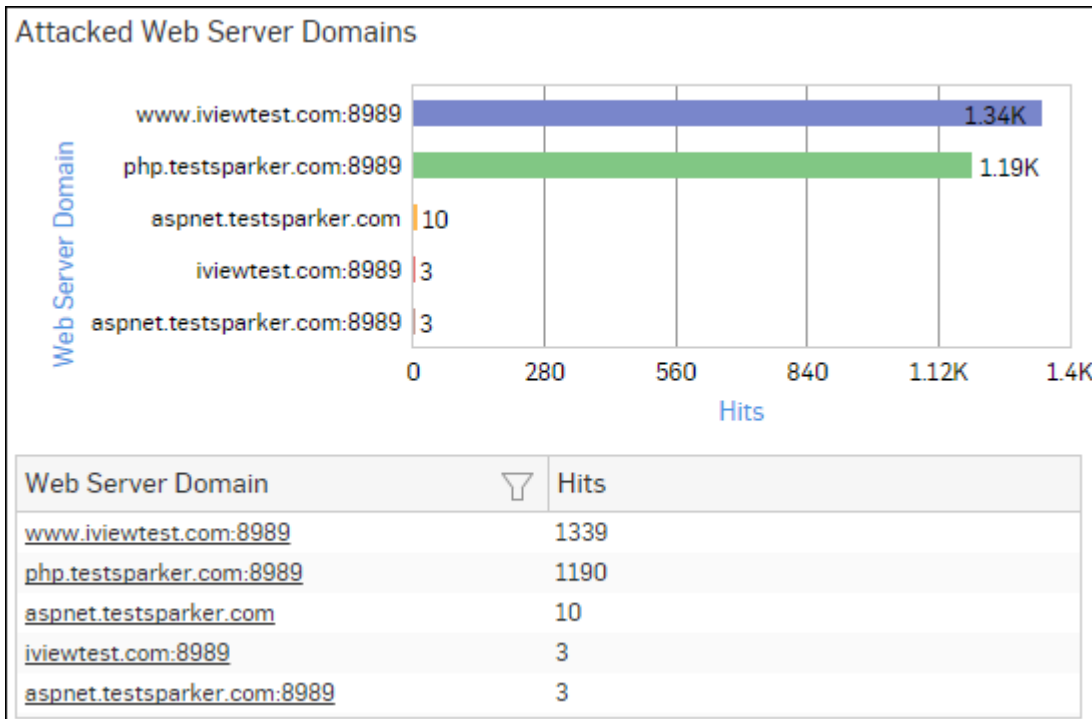 Attacked Web Server Domains
Web Server Domain
www.iviewtest.com:8989 1.34K
php.testsparker.com:8989 1.19K
aspnet.testsparker.com 10
iviewtest.com:8989 3
aspnet.testsparker.com:8989 3
0 280 560 840 1.12K 1.4K
Hits
Web Server Domain Hits
www.iviewtest.com:8989 1339
php.testsparker.com:8989 1190
aspnet.testsparker.com 10
iviewtest.com:8989 3
aspnet.testsparker.com:8989 3